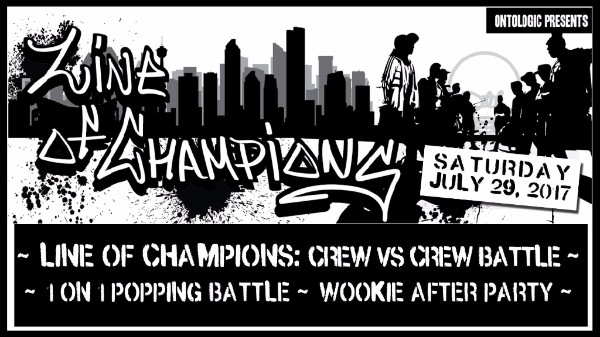 ONTOLOGIC PRESENTS
Line
of Champions
SATURDAY
JULY 29, 2017
~ LINE OF CHAMPIONS: CREW VS CREW BATTLE ~
~ 1 ON 1 POPPING BATTLE ~ WOOKIE AFTER PARTY ~